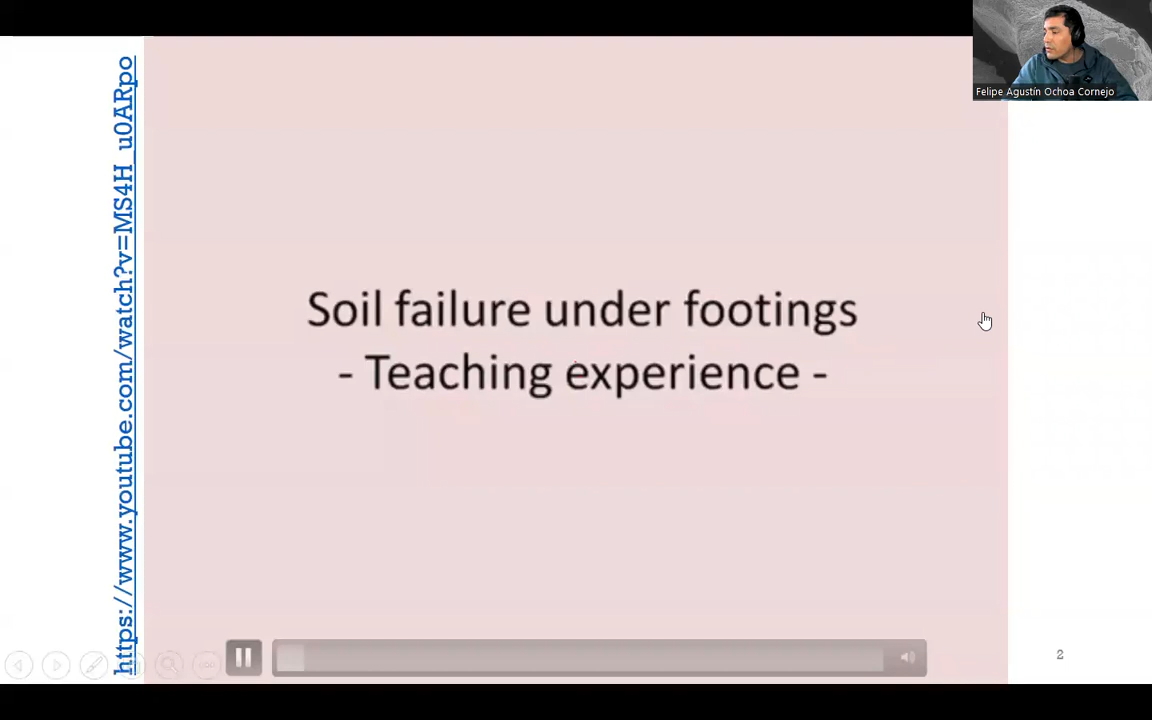 https://www.youtube.com/watch?v=MS4H_u0ARpo
Felipe Agustín Ochoa Cornejo
Soil failure under footings
- Teaching experience -
2